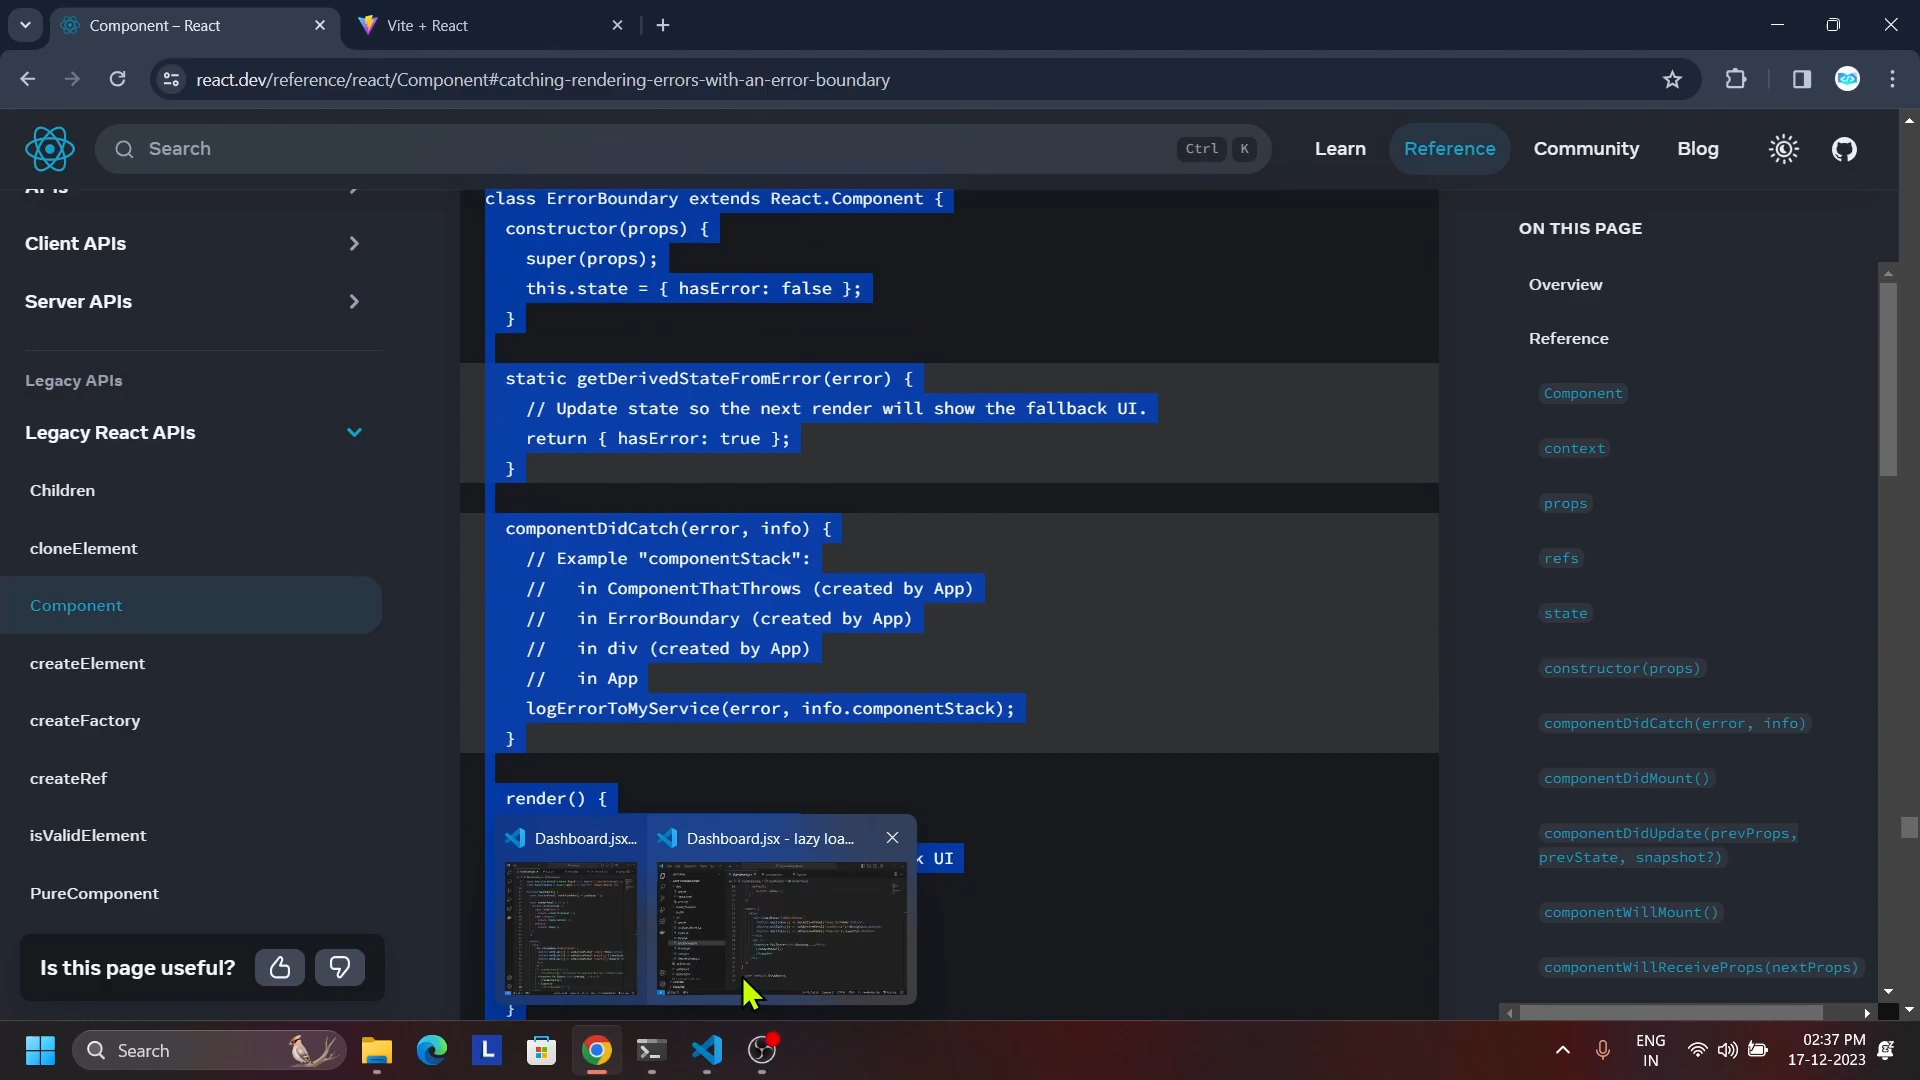 Component – React
Vite + React
react.dev/reference/react/Component#catching-rendering-errors-with-an-error-boundary
Search
Ctrl K
Learn
Reference
Community
Blog
APIs
Client APIs
Server APIs
Legacy APIs
Legacy React APIs
Children
cloneElement
Component
createElement
createFactory
createRef
isValidElement
PureComponent
Is this page useful?
class ErrorBoundary extends React.Component {
constructor(props) {
super(props);
this.state = { hasError: false };
}
static getDerivedStateFromError(error) {
// Update state so the next render will show the fallback UI.
return { hasError: true };
}
componentDidCatch(error, info) {
// Example "componentStack":
//   in ComponentThatThrows (created by App)
//   in ErrorBoundary (created by App)
//   in div (created by App)
//   in App
logErrorToMyService(error, info.componentStack);
}
render() {
UI
}
Dashboard.jsx...
Dashboard.jsx - lazy loa...
ON THIS PAGE
Overview
Reference
Component
context
props
refs
state
constructor(props)
componentDidCatch(error, info)
componentDidMount()
componentDidUpdate(prevProps,
prevState, snapshot?)
componentWillMount()
componentWillReceiveProps(nextProps)
Search
L
ENG
IN
02:37 PM
17-12-2023